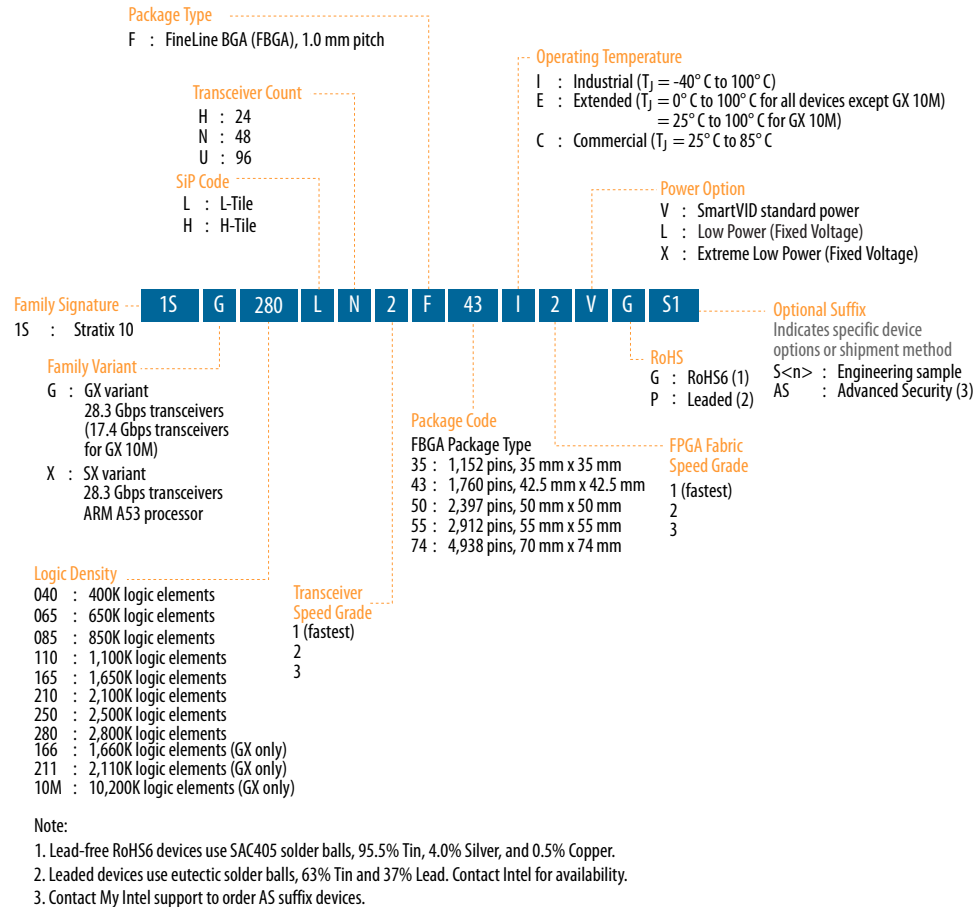 Package Type
F : FineLine BGA (FBGA), 1.0 mm pitch
Operating Temperature
I : Industrial (TJ = -40° C to 100° C)
E : Extended (TJ = 0° C to 100° C for all devices except GX 10M)
= 25° C to 100° C for GX 10M)
C : Commercial (TJ = 25° C to 85° C
Transceiver Count
H : 24
N : 48
U : 96
SiP Code
L : L-Tile
H : H-Tile
Power Option
V : SmartVID standard power
L : Low Power (Fixed Voltage)
X : Extreme Low Power (Fixed Voltage)
Family Signature
1S : Stratix 10
1S G 280 L N 2 F 43 I 2 V G S1
Optional Suffix
Indicates specific device
options or shipment method
S<n> : Engineering sample
AS : Advanced Security (3)
Family Variant
G : GX variant
28.3 Gbps transceivers
(17.4 Gbps transceivers
for GX 10M)
X : SX variant
28.3 Gbps transceivers
ARM A53 processor
RoHS
G : RoHS6 (1)
P : Leaded (2)
Package Code
FBGA Package Type
35 : 1,152 pins, 35 mm x 35 mm
43 : 1,760 pins, 42.5 mm x 42.5 mm
50 : 2,397 pins, 50 mm x 50 mm
55 : 2,912 pins, 55 mm x 55 mm
74 : 4,938 pins, 70 mm x 74 mm
FPGA Fabric
Speed Grade
1 (fastest)
2
3
Logic Density
040 : 400K logic elements
065 : 650K logic elements
085 : 850K logic elements
110 : 1,100K logic elements
165 : 1,650K logic elements
210 : 2,100K logic elements
250 : 2,500K logic elements
280 : 2,800K logic elements
166 : 1,660K logic elements (GX only)
211 : 2,110K logic elements (GX only)
10M : 10,200K logic elements (GX only)
Transceiver
Speed Grade
1 (fastest)
2
3
Note:
1. Lead-free RoHS6 devices use SAC405 solder balls, 95.5% Tin, 4.0% Silver, and 0.5% Copper.
2. Leaded devices use eutectic solder balls, 63% Tin and 37% Lead. Contact Intel for availability.
3. Contact My Intel support to order AS suffix devices.